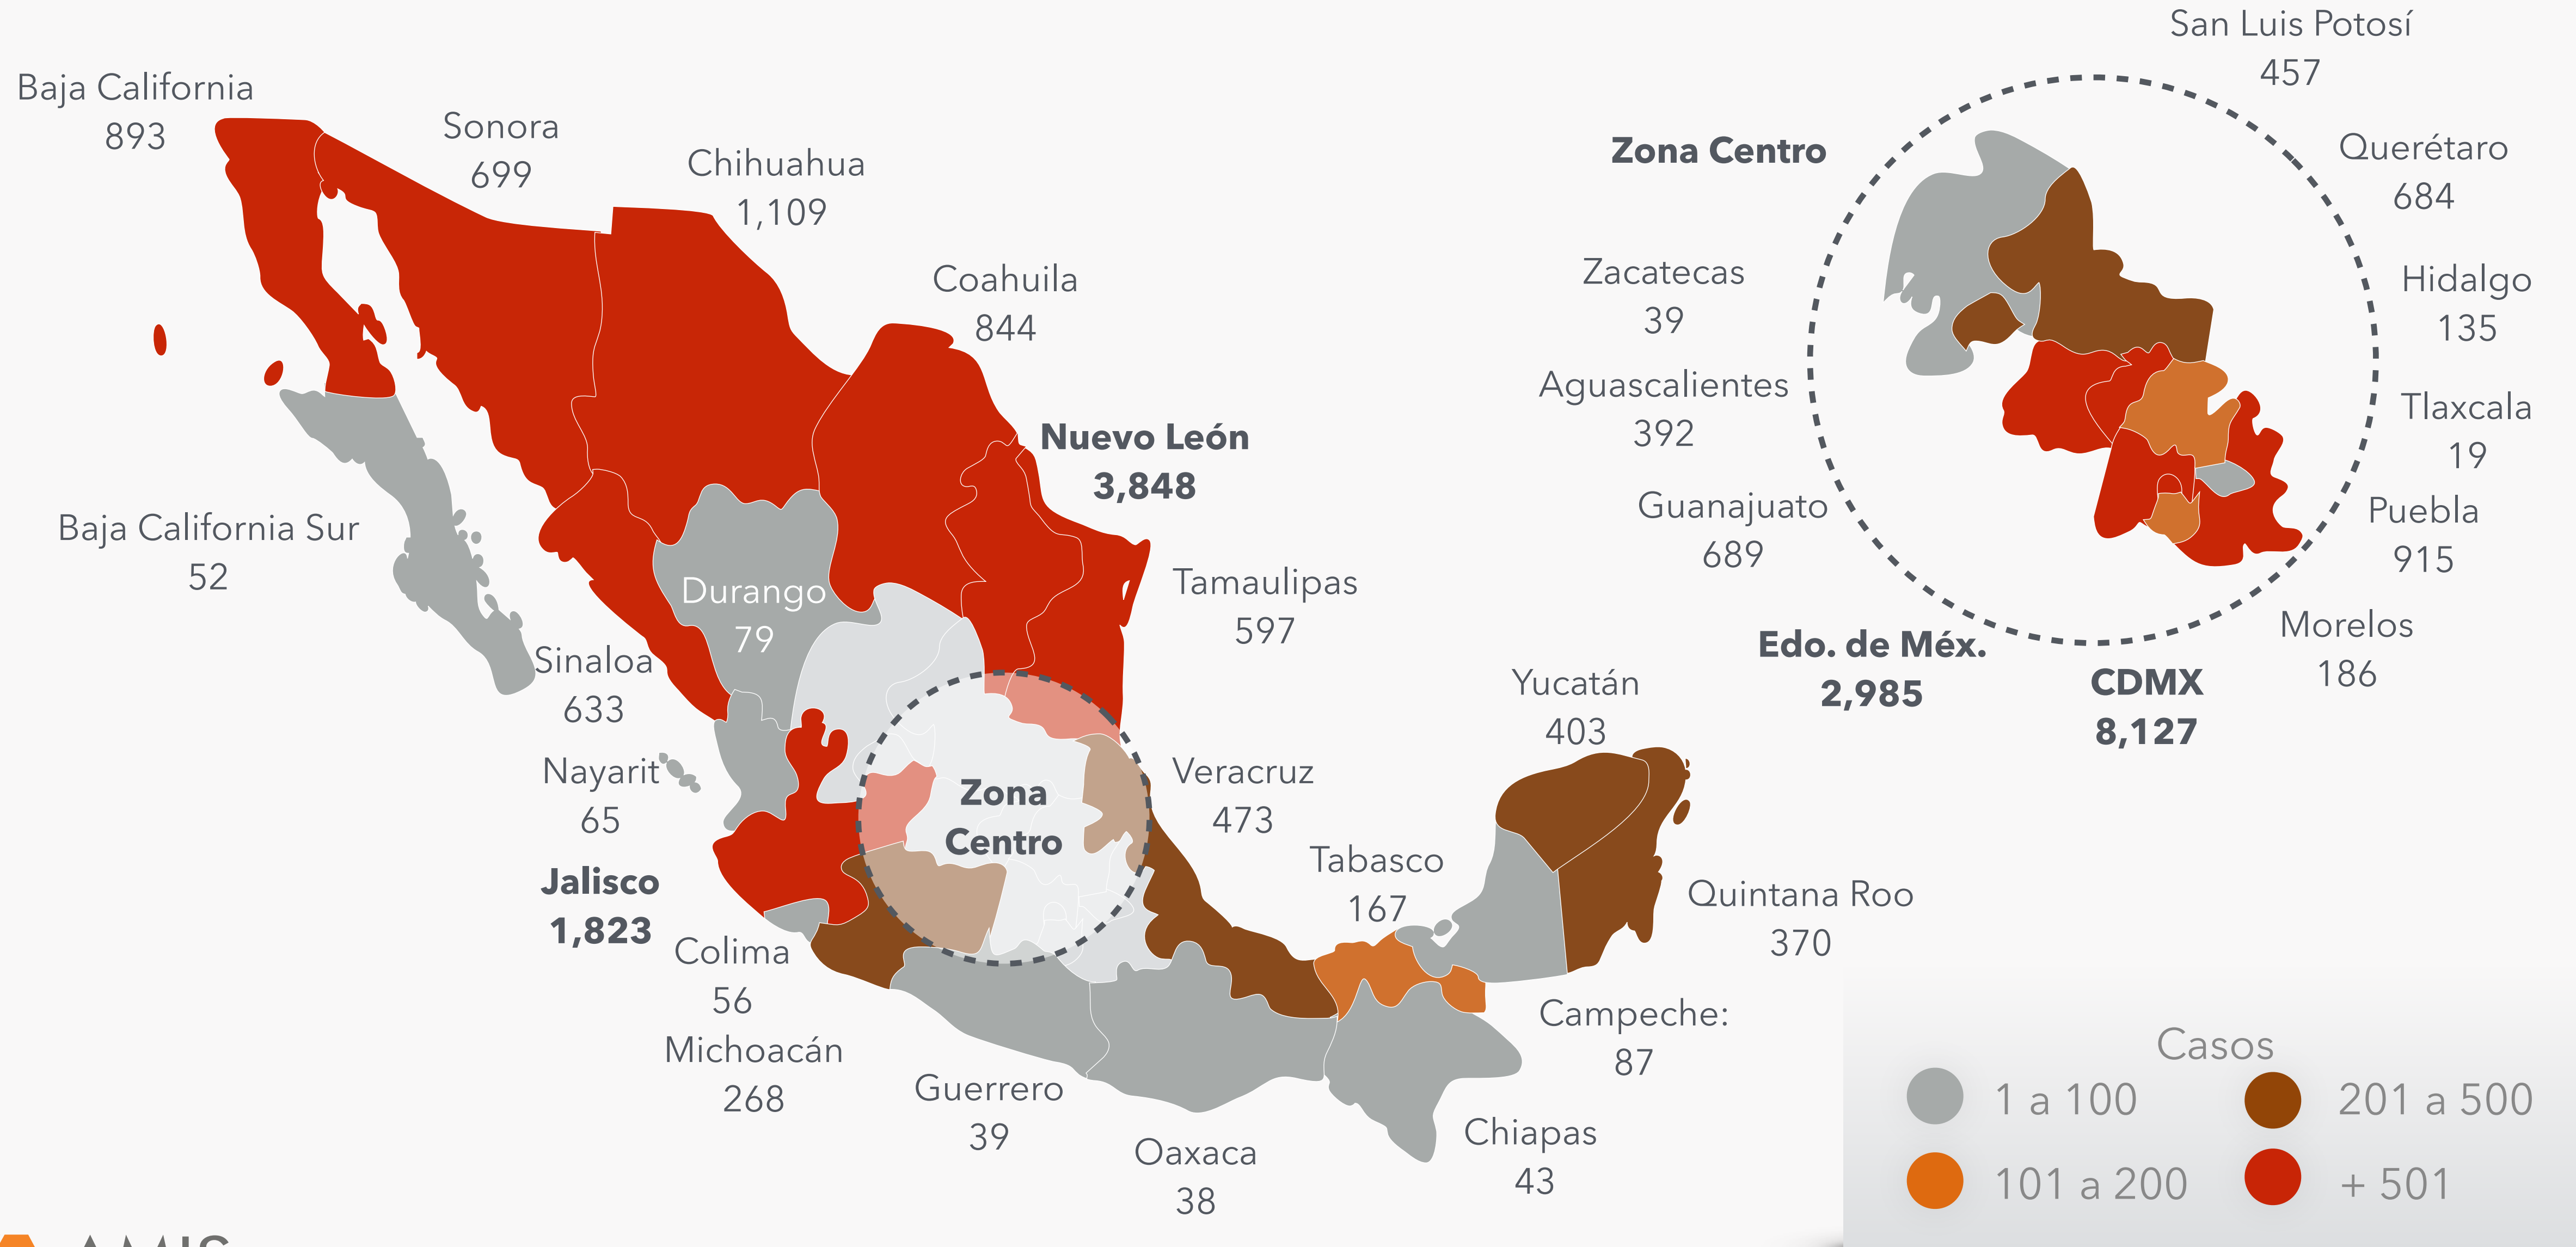 San Luis Potosí
457
Baja California
893
Sonora
699
Chihuahua
1,109
Zona Centro
Querétaro
684
Coahuila
844
Zacatecas
39
Hidalgo
135
Aguascalientes
392
Tlaxcala
19
Nuevo León
3,848
Guanajuato
689
Puebla
915
Baja California Sur
52
Durango
79
Tamaulipas
597
Edo. de Méx.
2,985
CDMX
8,127
Morelos
186
Sinaloa
633
Yucatán
403
Nayarit
65
Zona
Centro
Veracruz
473
Tabasco
167
Jalisco
1,823
Quintana Roo
370
Colima
56
Michoacán
268
Guerrero
39
Oaxaca
38
Campeche:
87
Chiapas
43
Casos
1 a 100
201 a 500
101 a 200
+ 501
AMIS